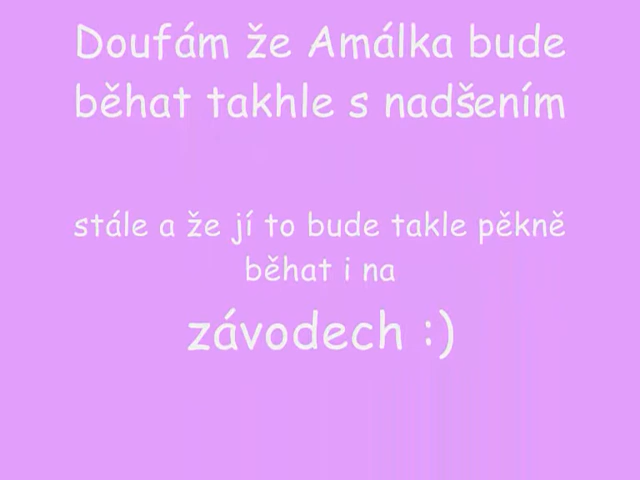 Doufám že Amálka bude
běhat takhle s nadšením
stále a že jí to bude takle pěkně
běhat i na
závodech :)